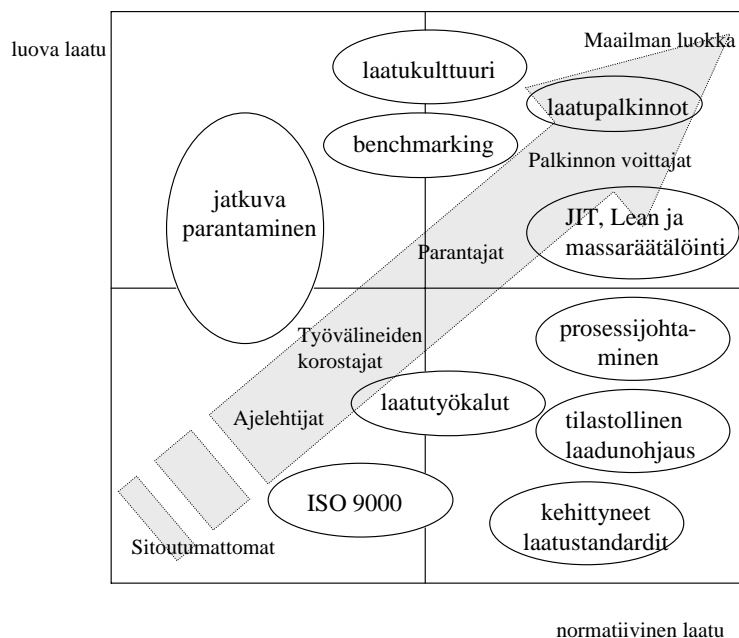 luova laatu
Maailman luokka
laatukulttuuri
laatupalkinnot
benchmarking
Palkinnon voittajat
jatkuva
parantaminen
JIT, Lean ja
massaräätälöinti
Parantajat
Työvälineiden
korostajat
prosessijohta-
minen
laatutyökalut
Ajelehtijat
tilastollinen
laadunohjaus
ISO 9000
kehittyneet
laatustandardit
Sitoutumattomat
normatiivinen laatu